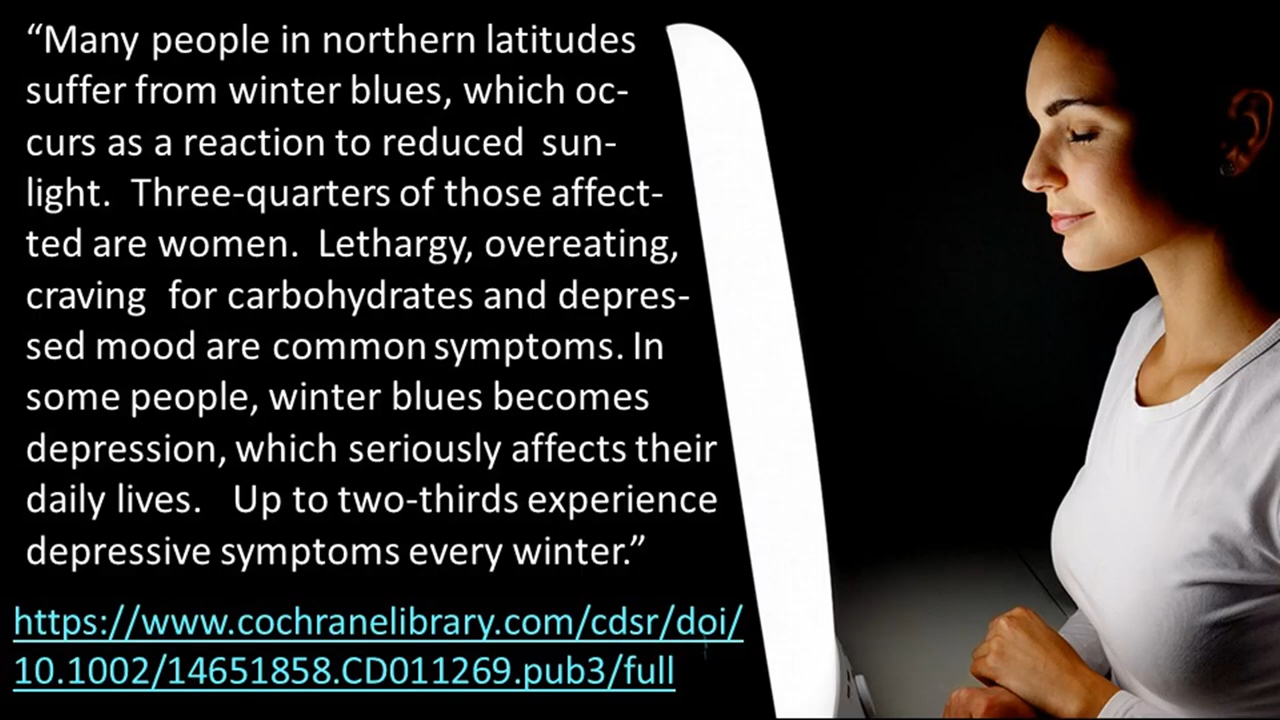 “Many people in northern latitudes
suffer from winter blues, which oc-
curs as a reaction to reduced sun-
light. Three-quarters of those affect-
ted are women. Lethargy, overeating,
craving for carbohydrates and depres-
sed mood are common symptoms. In
some people, winter blues becomes
depression, which seriously affects their
daily lives. Up to two-thirds experience
depressive symptoms every winter.”
https://www.cochranelibrary.com/cdsr/doi/
10.1002/14651858.CD011269.pub3/full